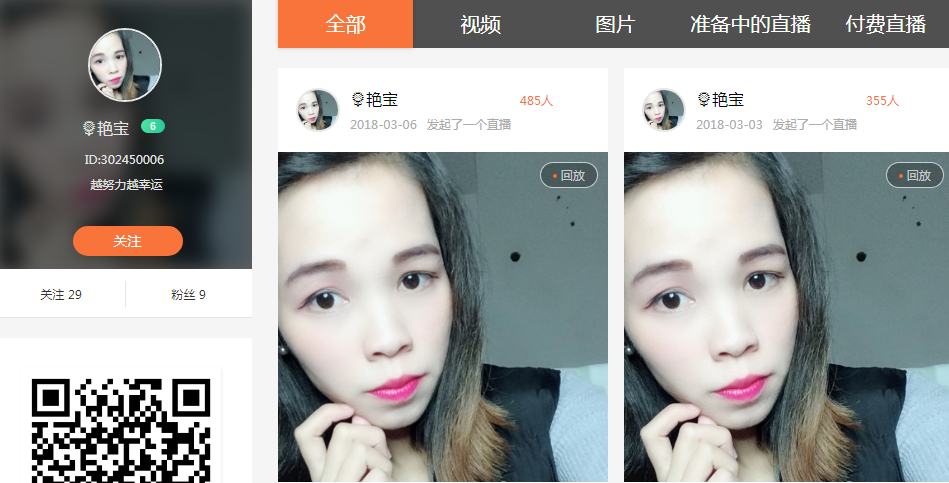 全部 视频 图片 准备中的直播 付费直播
艳宝 6
ID:302450006
越努力越幸运
关注
关注 29 粉丝 9
艳宝 485人
2018-03-06 发起了一个直播
回放
艳宝 355人
2018-03-03 发起了一个直播
回放